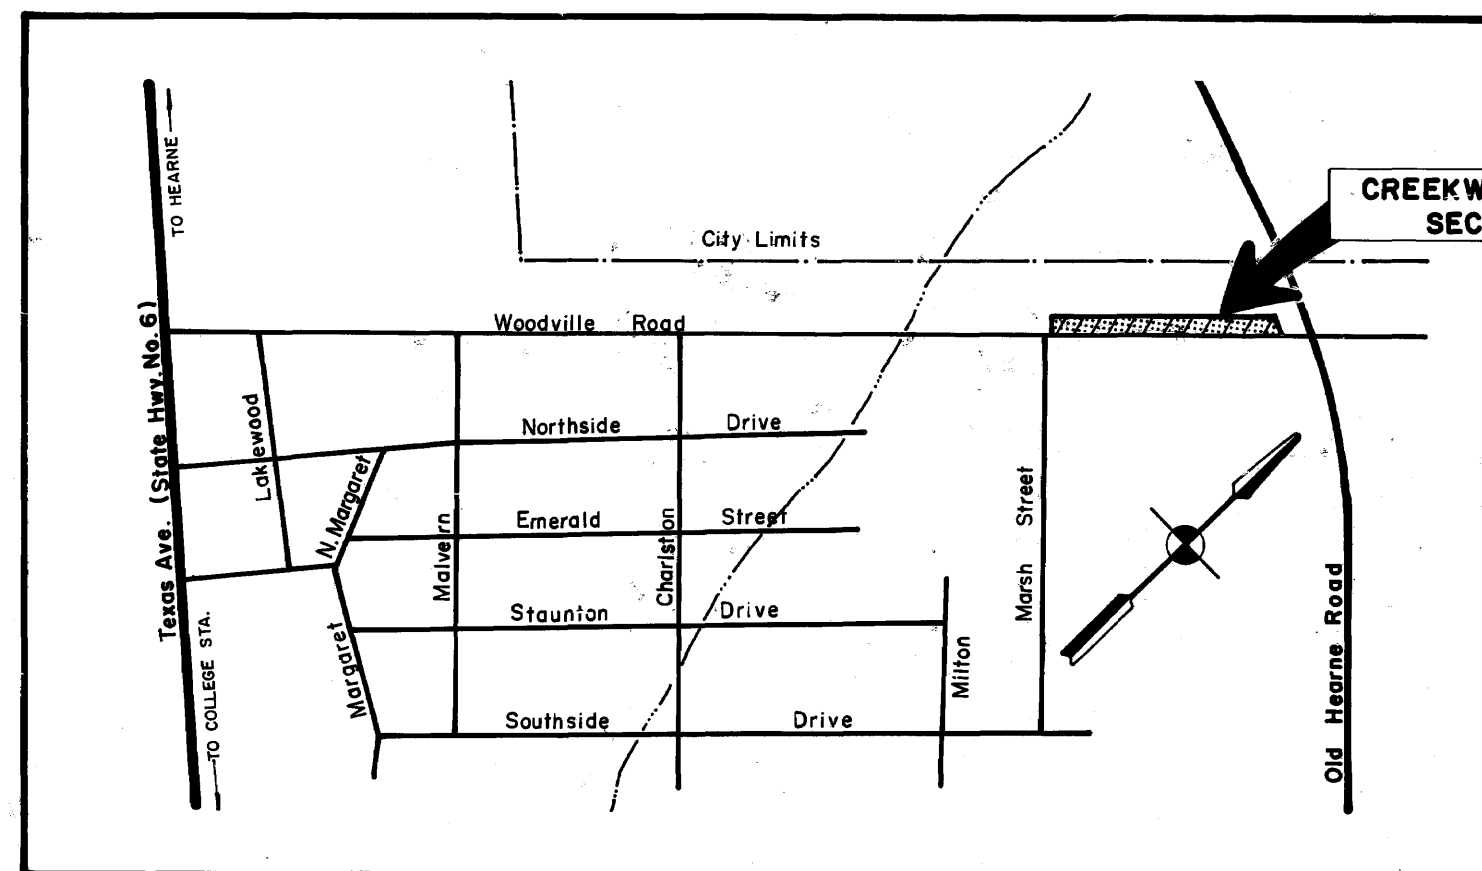 TO HEARNE
CREEKW
SEC
City Limits
Woodville Road
Texas Ave. (State Hwy. No. 6)
Lakewood
Northside Drive
N. Margaret
Emerald Street
Malvern
Charlston
Marsh Street
Staunton Drive
Margaret
Milton
TO COLLEGE STA.
Southside Drive
Old Hearne Road